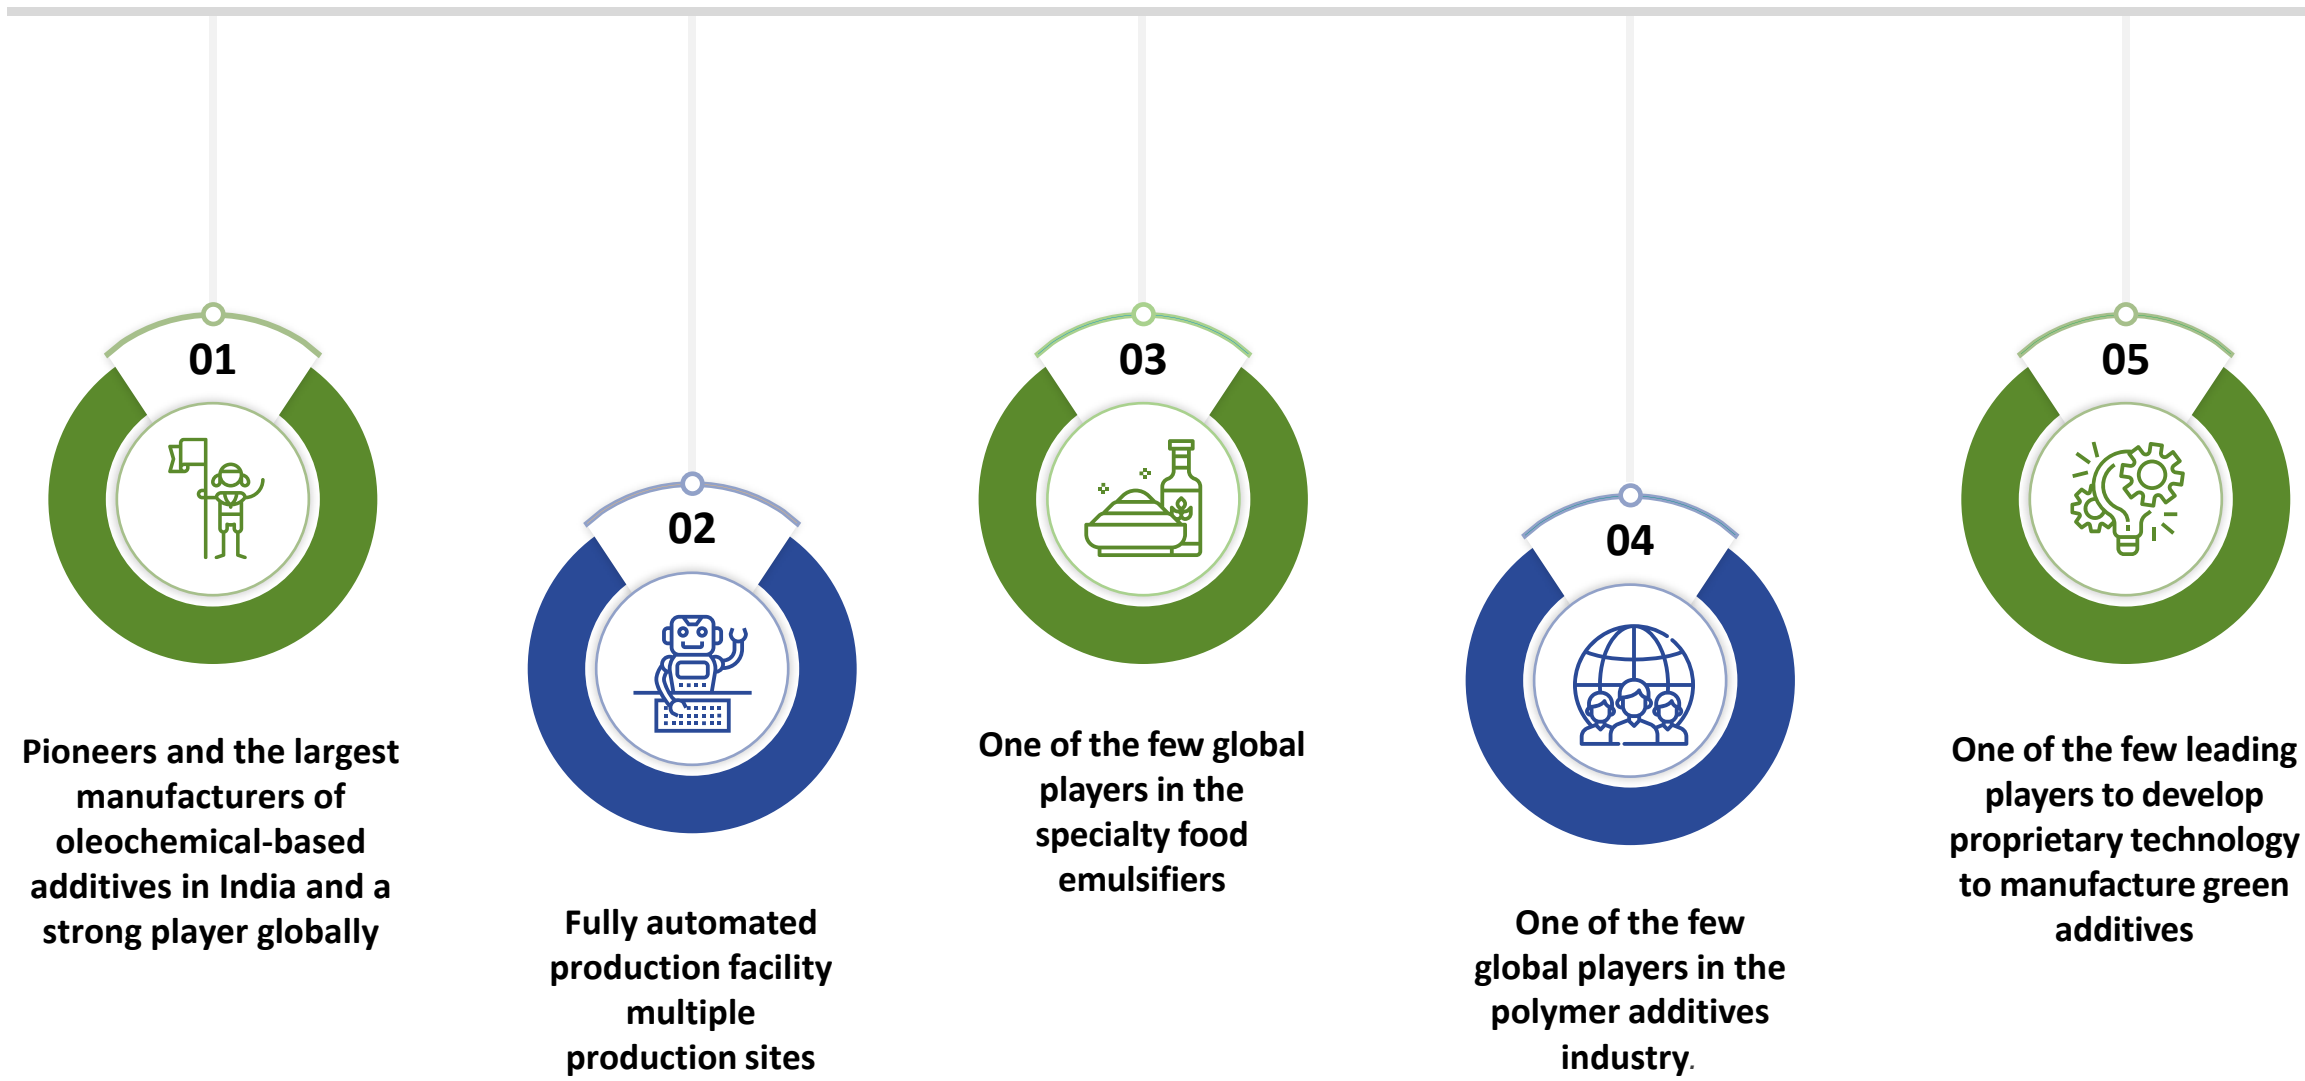 01
Pioneers and the largest
manufacturers of
oleochemical-based
additives in India and a
strong player globally
02
Fully automated
production facility
multiple
production sites
03
One of the few global
players in the
specialty food
emulsifiers
04
One of the few
global players in the
polymer additives
industry.
05
One of the few leading
players to develop
proprietary technology
to manufacture green
additives